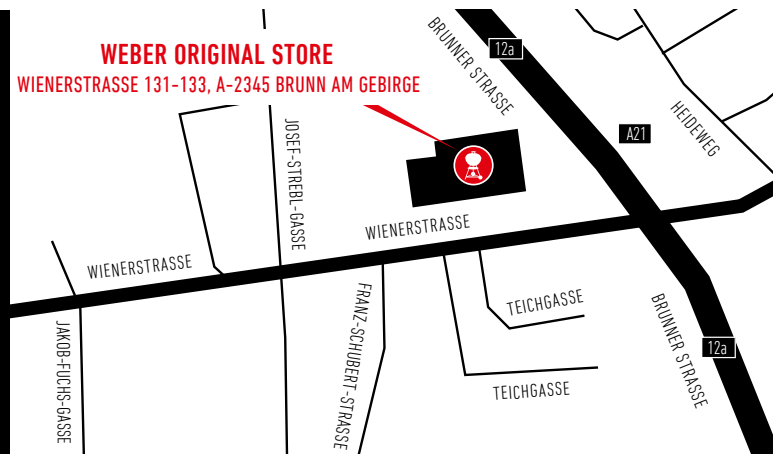 WEBER ORIGINAL STORE
WIENERSTRASSE 131-133, A-2345 BRUNN AM GEBIRGE
BRUNNER STRASSE
12a
A21
HEIDEWEG
JOSEF-STREBL-GASSE
WIENERSTRASSE
WIENERSTRASSE
JAKOB-FUCHS-GASSE
FRANZ-SCHUBERT-STRASSE
TEICHGASSE
TEICHGASSE
BRUNNER STRASSE
12a